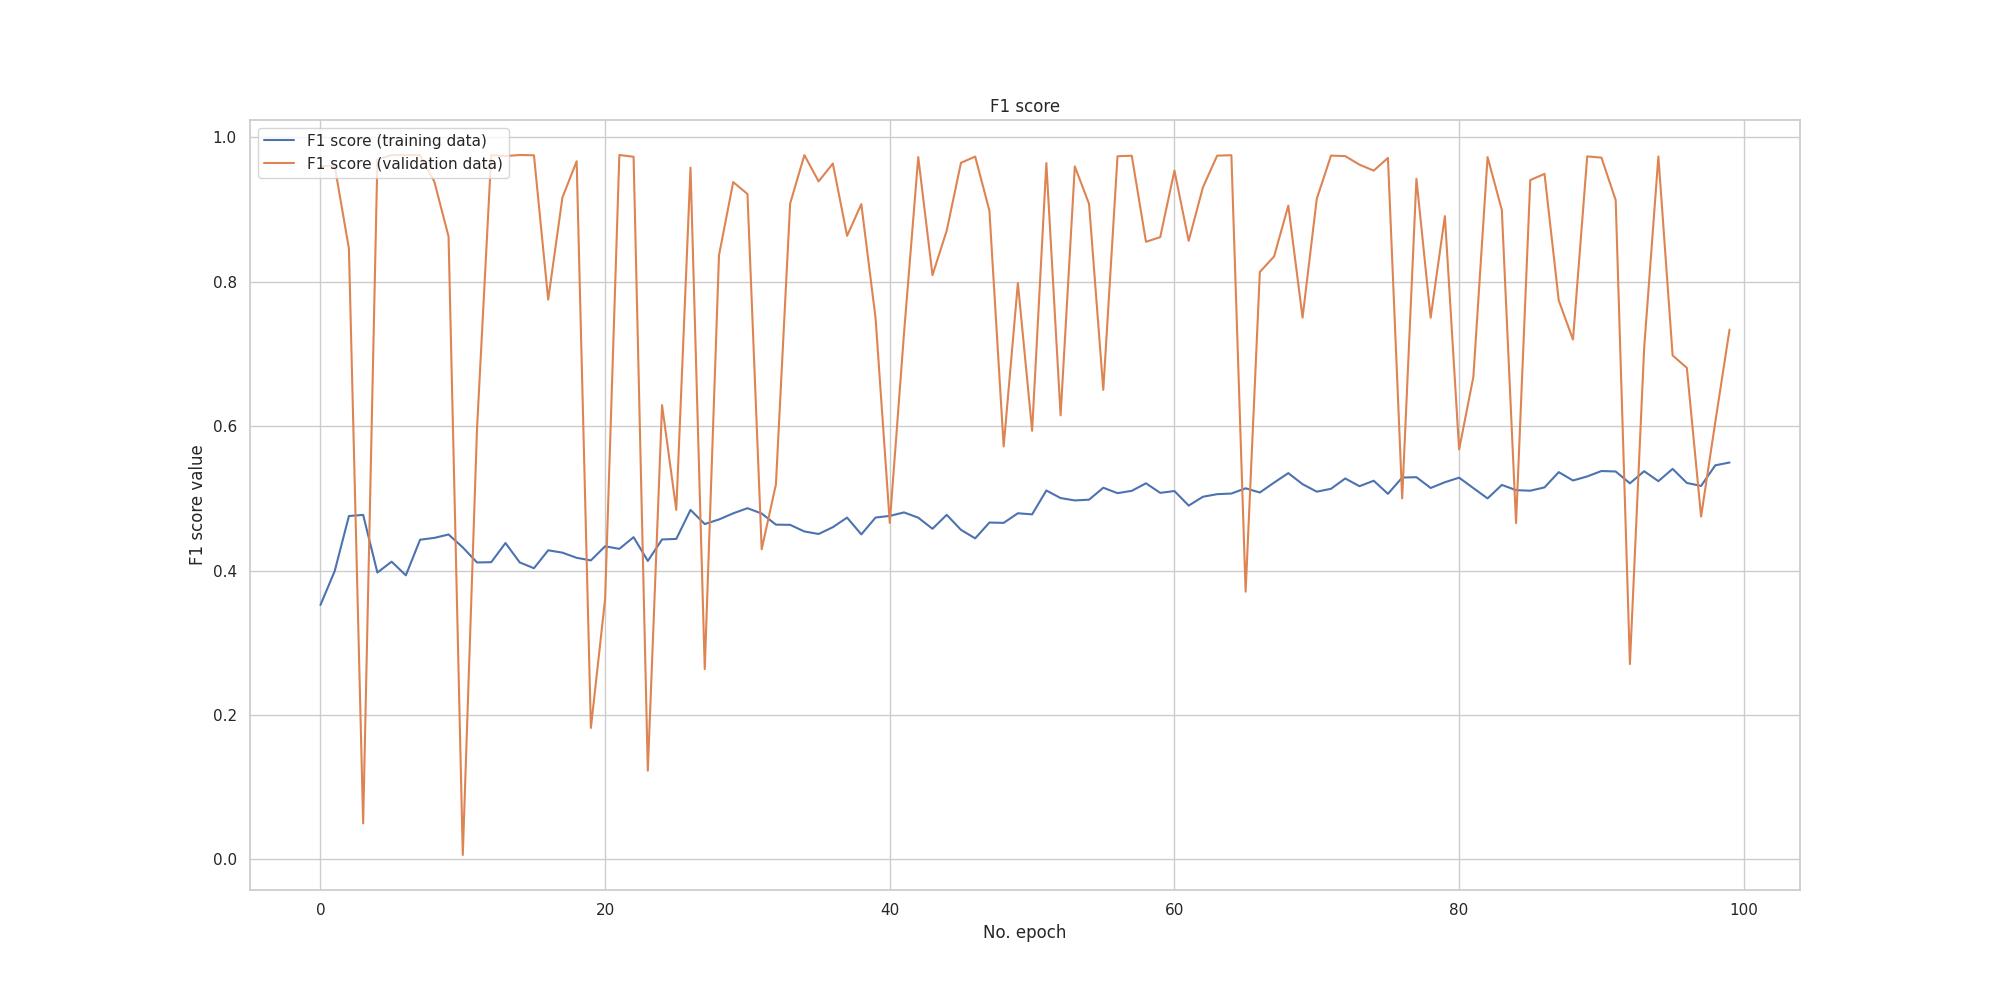 F1 score
F1 score (training data)
F1 score (validation data)
1.0
0.8
0.6
0.4
0.2
0.0
F1 score value
0 20 40 60 80 100
No. epoch